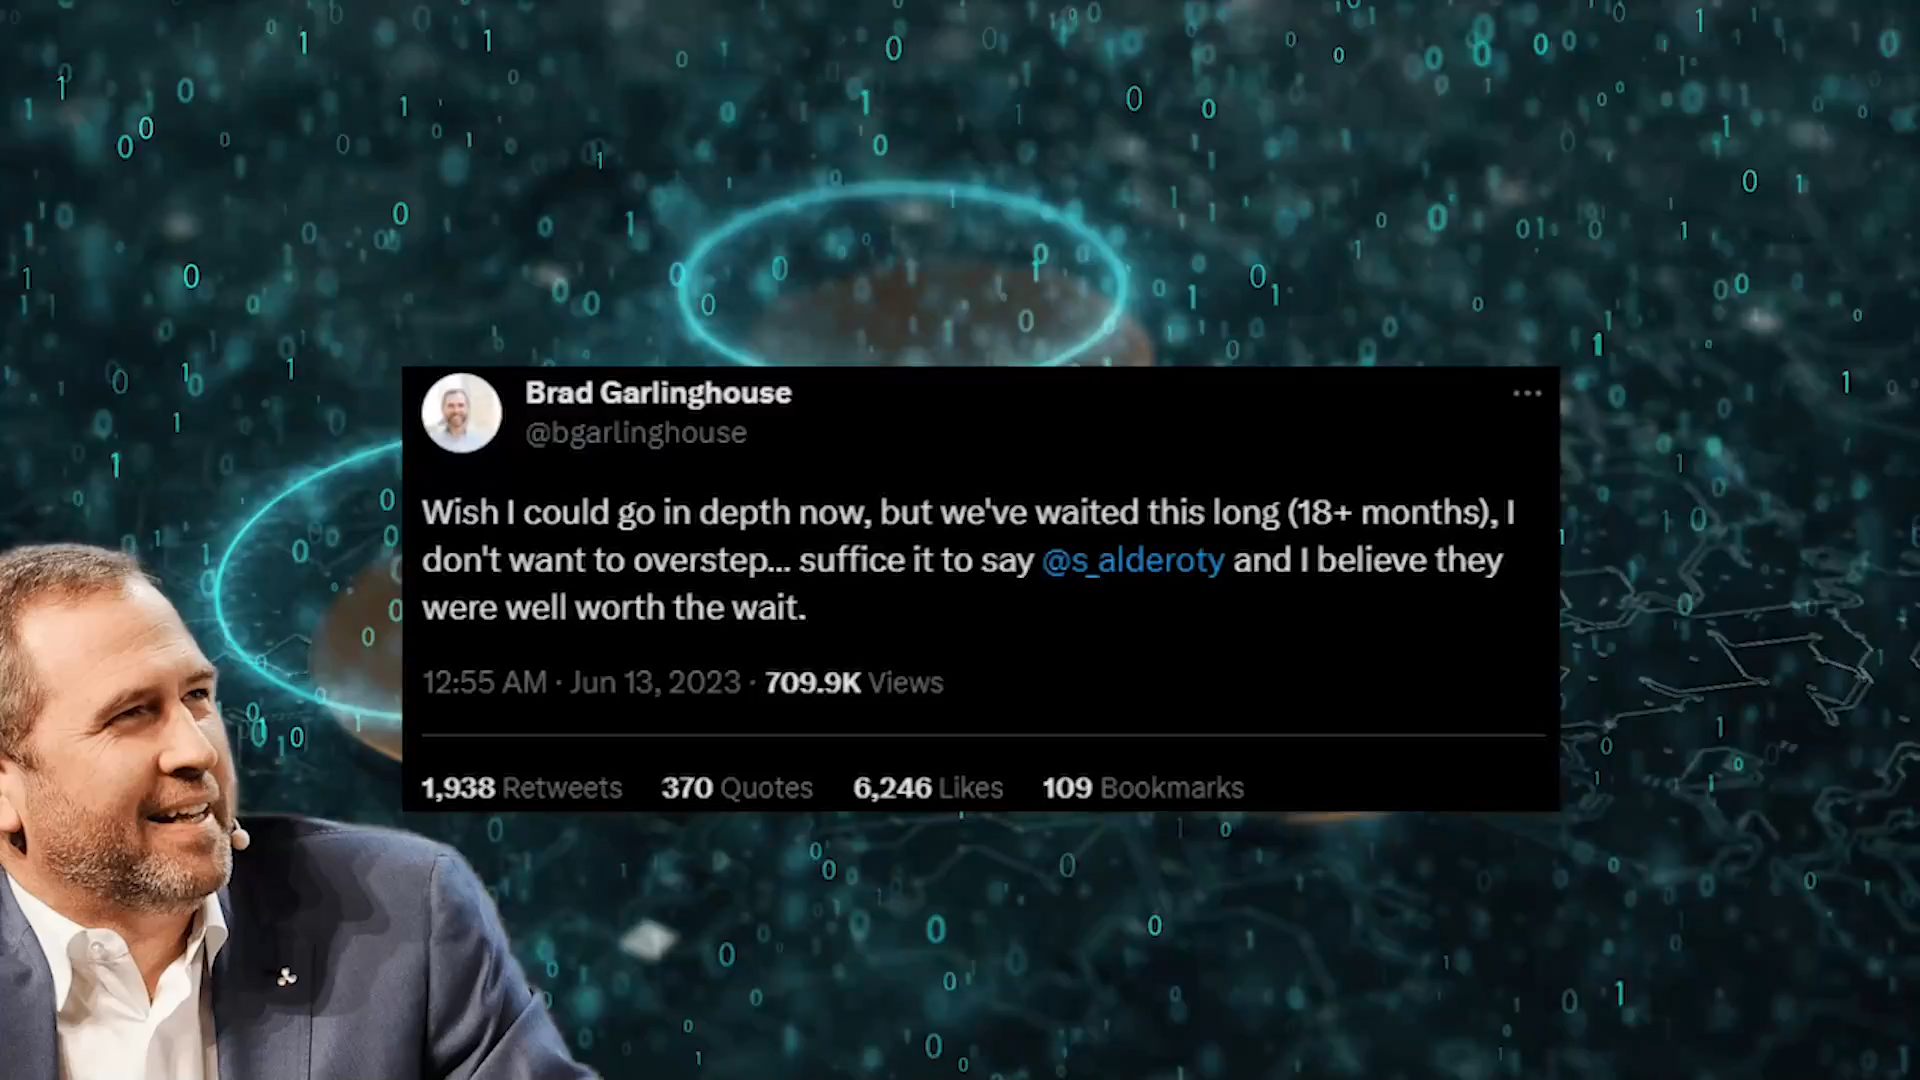 Brad Garlinghouse
@bgarlinghouse
Wish I could go in depth now, but we've waited this long (18+ months), I
don't want to overstep... suffice it to say @s_alderoty and I believe they
were well worth the wait.
12:55 AM · Jun 13, 2023 · 709.9K Views
1,938 Retweets 370 Quotes 6,246 Likes 109 Bookmarks